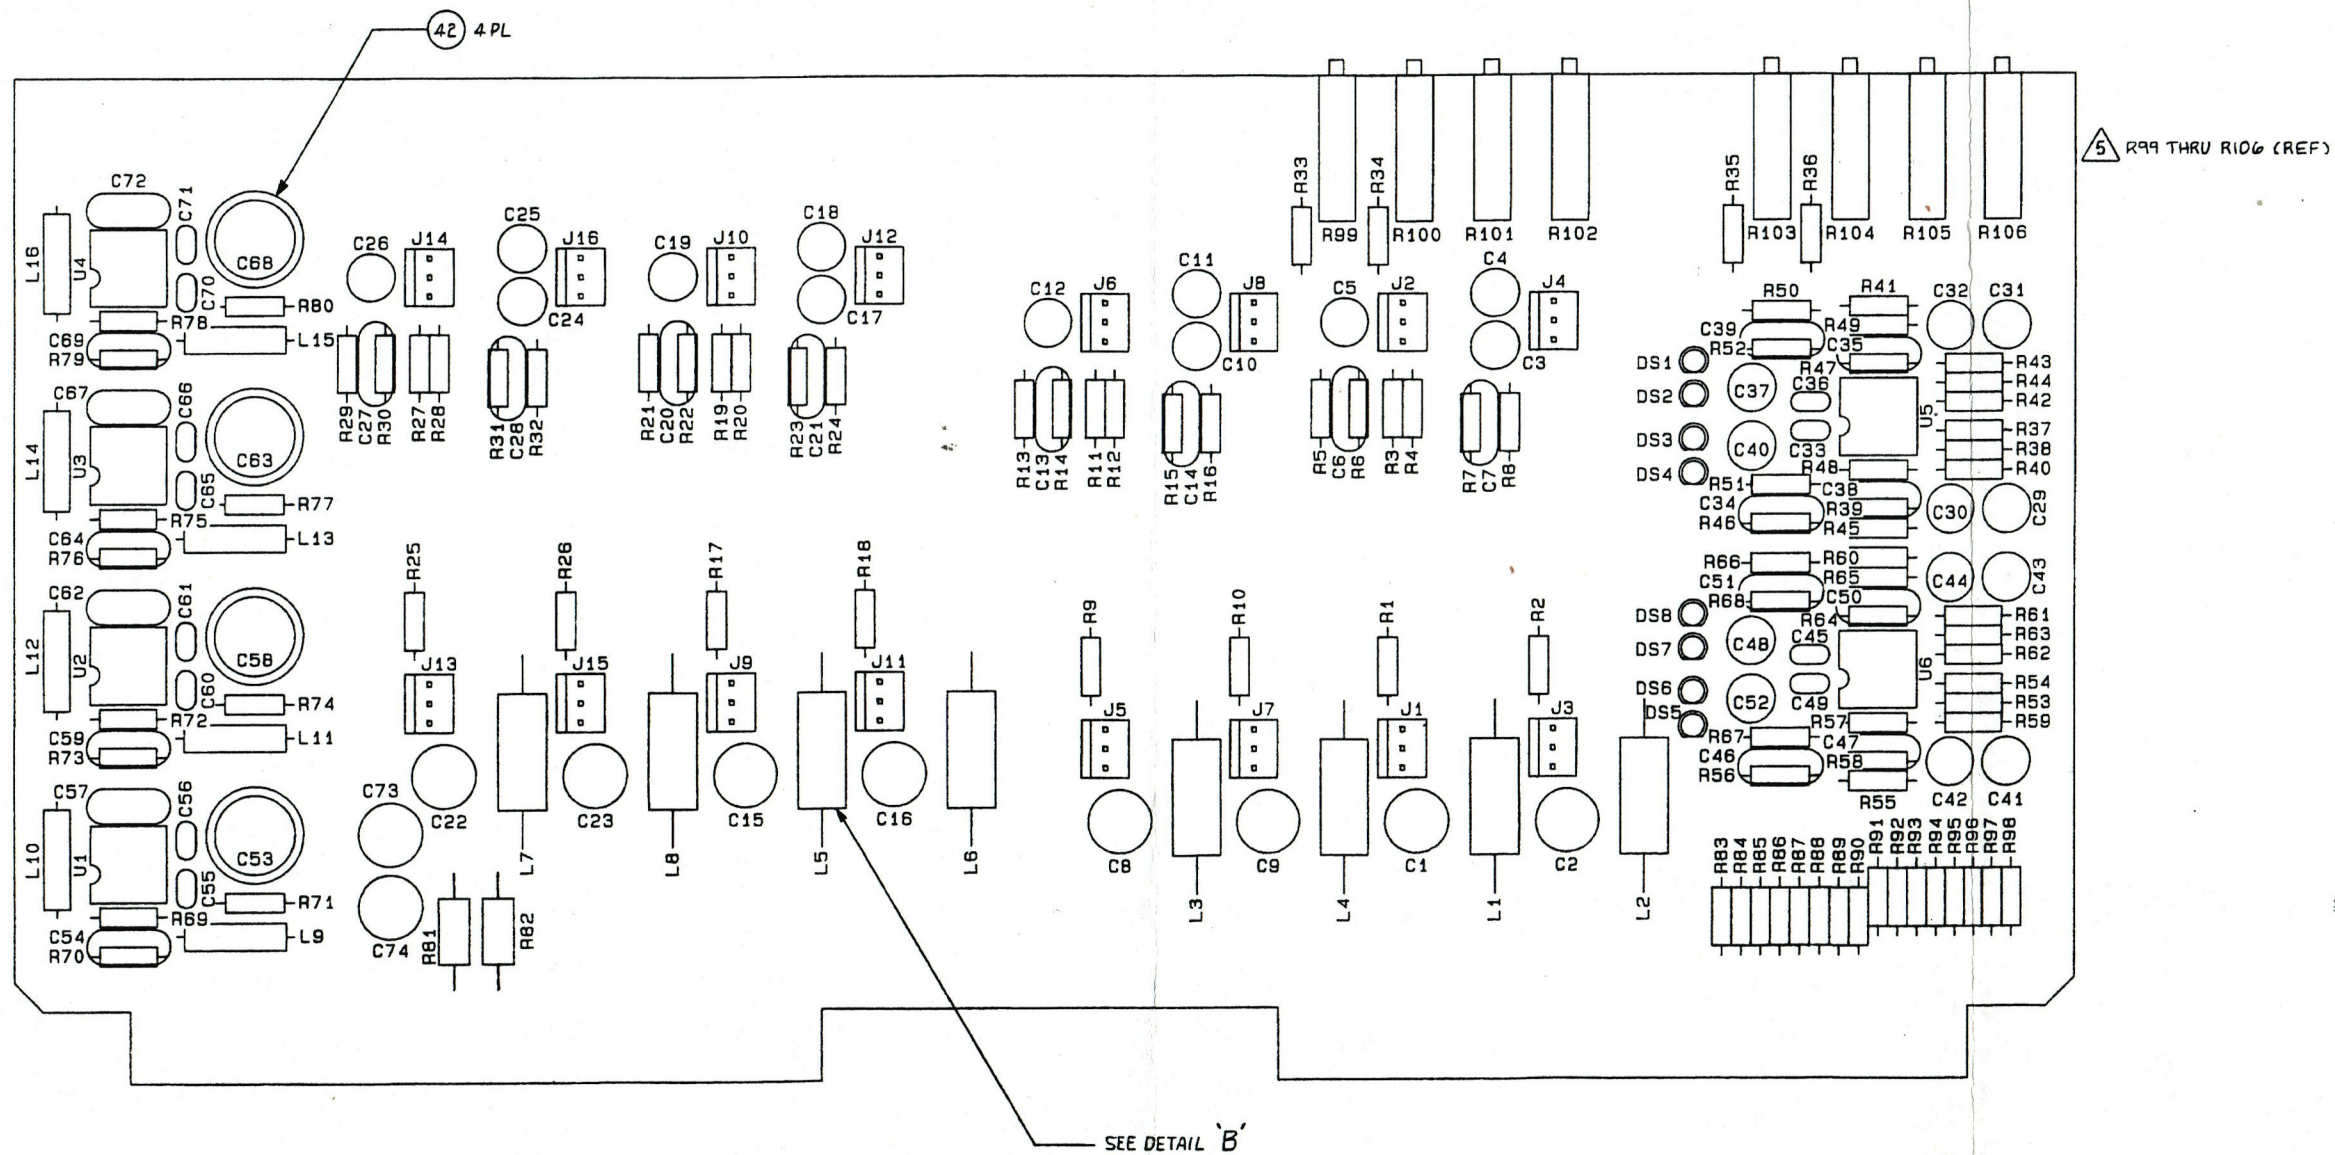 42 4 PL
5 R99 THRU R106 (REF)
R33
R34
R35
R36
R99 R100 R101 R102
R103 R104 R105 R106
C72
C71
L16
U4
C68
C70
R80
R78
L15
C69
R79
C26 J14
C25
J16
C24
C19 J10
C18
J12
C17
C12 J6
C11
J8
C10
C5 J2
C4
J4
C3
R29
C27
R30
R27
R28
R31
C28
R32
R21
C20
R22
R19
R20
R23
C21
R24
R13
C13
R14
R11
R12
R15
C14
R16
R5
C6
R6
R3
R4
R7
C7
R8
C67
C66
L14
U3
C63
C65
R77
R75
L13
C64
R76
C62
C61
L12
U2
C58
C60
R74
R72
L11
C59
R73
C57
C56
L10
U1
C53
C55
R71
R69
L9
C54
R70
R25
R26
R17
R18
R9
R10
R1
R2
J13
J15
J9
J11
J5
J7
J1
J3
C73
C22
C23
C15
C16
C74
R81
R82
L7
L8
L5
L6
C8
C9
C1
C2
L3
L4
L1
L2
R50
R41
C32 C31
C39
R49
R52
C35
R47
DS1
DS2
DS3
DS4
C37
C36
U5
C40
C33
R43
R44
R42
R37
R38
R40
R48
R51
C38
C34
R39
R46
R45
C30
C29
R66
R60
C51
R65
R68
C50
R64
C44
C43
DS8
DS7
DS6
DS5
C48
C45
U6
C52
C49
R61
R63
R62
R54
R53
R59
R57
R67
C47
C46
R58
R56
R55
C42 C41
R83
R84
R85
R86
R87
R88
R89
R90
R91
R92
R93
R94
R95
R96
R97
R98
SEE DETAIL 'B'